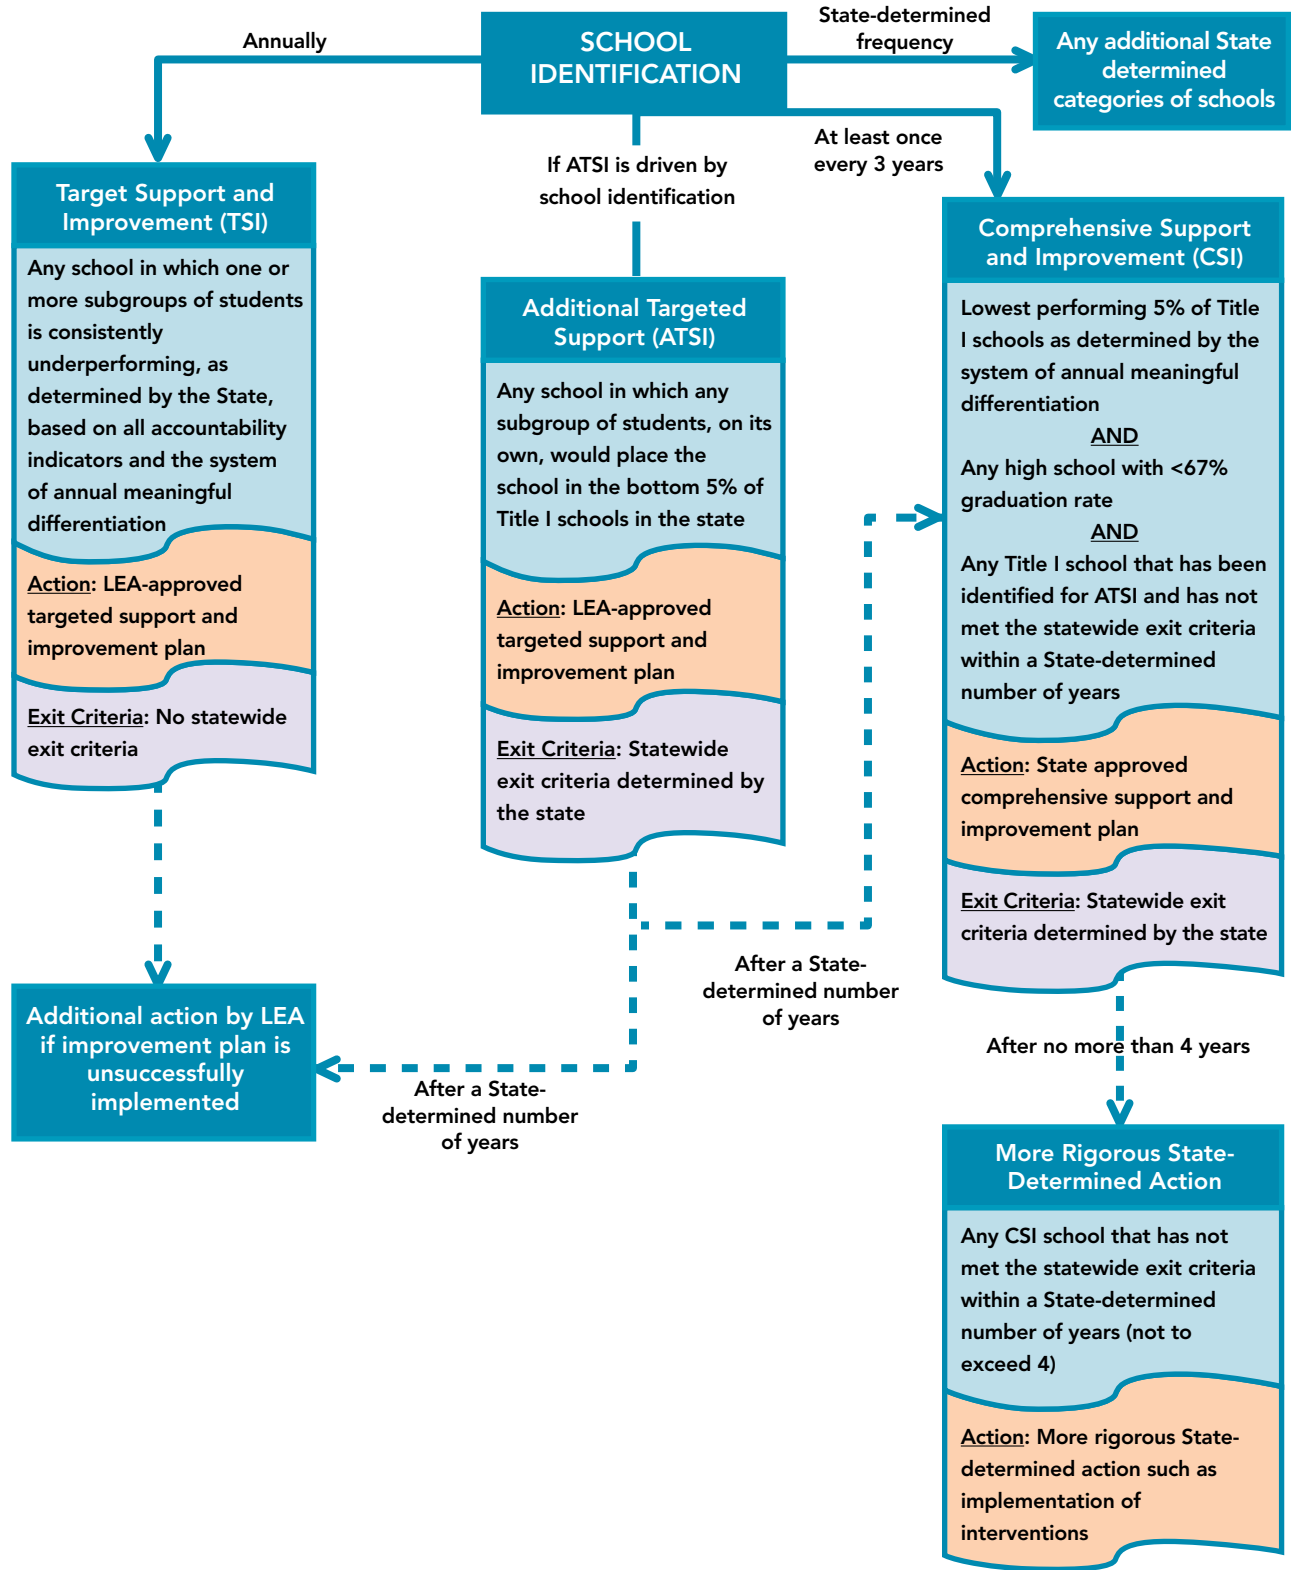 SCHOOL
IDENTIFICATION
Annually
State-determined
frequency
Any additional State
determined
categories of schools
If ATSI is driven by
school identification
At least once
every 3 years
Target Support and
Improvement (TSI)
Any school in which one or
more subgroups of students
is consistently
underperforming, as
determined by the State,
based on all accountability
indicators and the system
of annual meaningful
differentiation
Action: LEA-approved
targeted support and
improvement plan
Exit Criteria: No statewide
exit criteria
Additional action by LEA
if improvement plan is
unsuccessfully
implemented
Additional Targeted
Support (ATSI)
Any school in which any
subgroup of students, on its
own, would place the
school in the bottom 5% of
Title I schools in the state
Action: LEA-approved
targeted support and
improvement plan
Exit Criteria: Statewide
exit criteria determined by
the state
After a State-
determined number
of years
After a State-
determined number
of years
Comprehensive Support
and Improvement (CSI)
Lowest performing 5% of Title
I schools as determined by the
system of annual meaningful
differentiation
AND
Any high school with <67%
graduation rate
AND
Any Title I school that has been
identified for ATSI and has not
met the statewide exit criteria
within a State-determined
number of years
Action: State approved
comprehensive support and
improvement plan
Exit Criteria: Statewide exit
criteria determined by the state
After no more than 4 years
More Rigorous State-
Determined Action
Any CSI school that has not
met the statewide exit criteria
within a State-determined
number of years (not to
exceed 4)
Action: More rigorous State-
determined action such as
implementation of
interventions